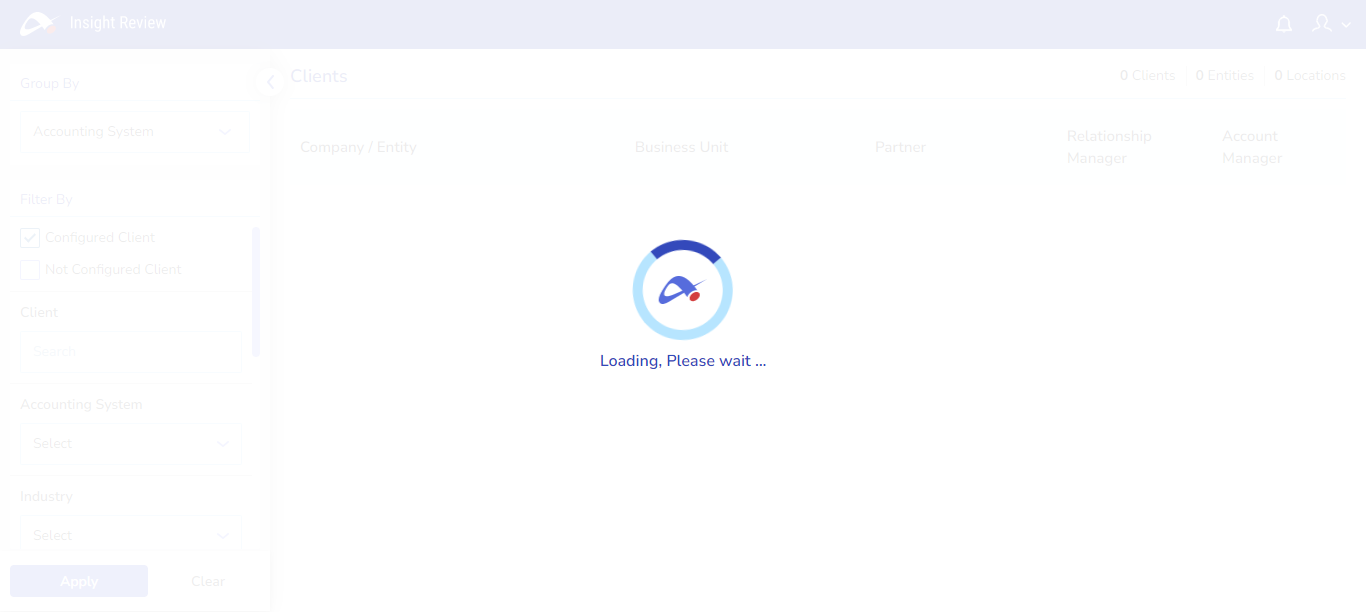 Insight Review
Group By
Accounting System
Filter By
Configured Client
Not Configured Client
Client
Search
Accounting System
Select
Industry
Select
Apply Clear
Clients
0 Clients 0 Entities 0 Locations
Company / Entity Business Unit Partner Relationship Manager Account Manager
Loading, Please wait ...